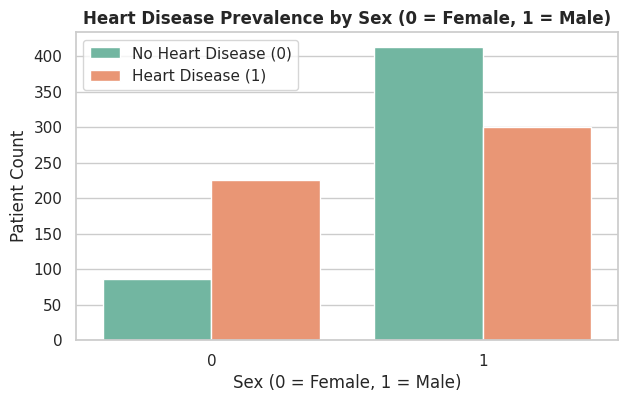 Heart Disease Prevalence by Sex (0 = Female, 1 = Male)
No Heart Disease (0)
Heart Disease (1)
Patient Count
400
350
300
250
200
150
100
50
0
0
1
Sex (0 = Female, 1 = Male)